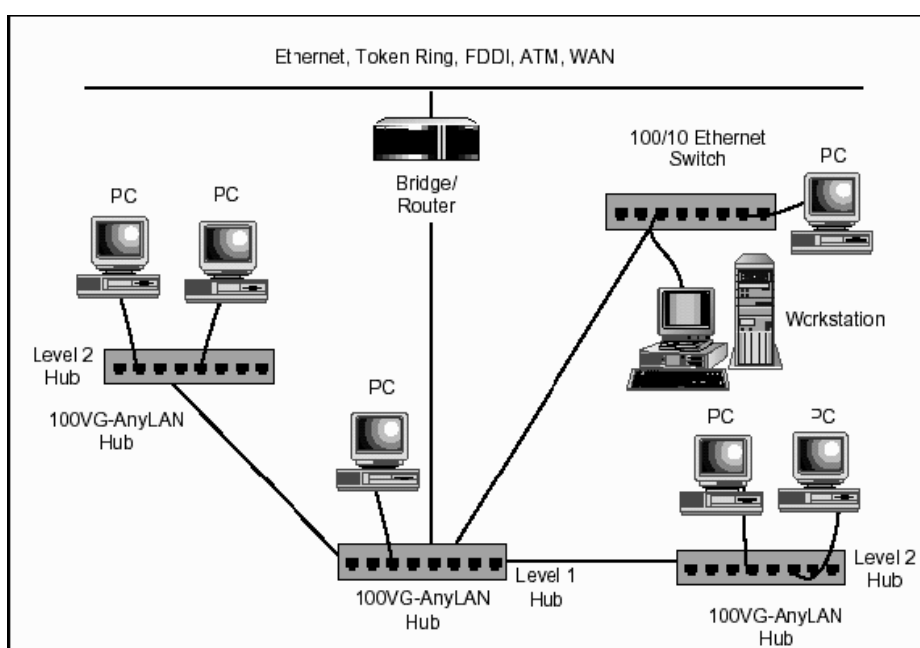 Ethernet, Token Ring, FDDI, ATM, WAN
Bridge/
Router
100/10 Ethernet
Switch
PC
PC
PC
Workstation
Level 2
Hub
100VG-AnyLAN
Hub
PC
PC
PC
Level 1
Hub
100VG-AnyLAN
Hub
Level 2
Hub
100VG-AnyLAN
Hub